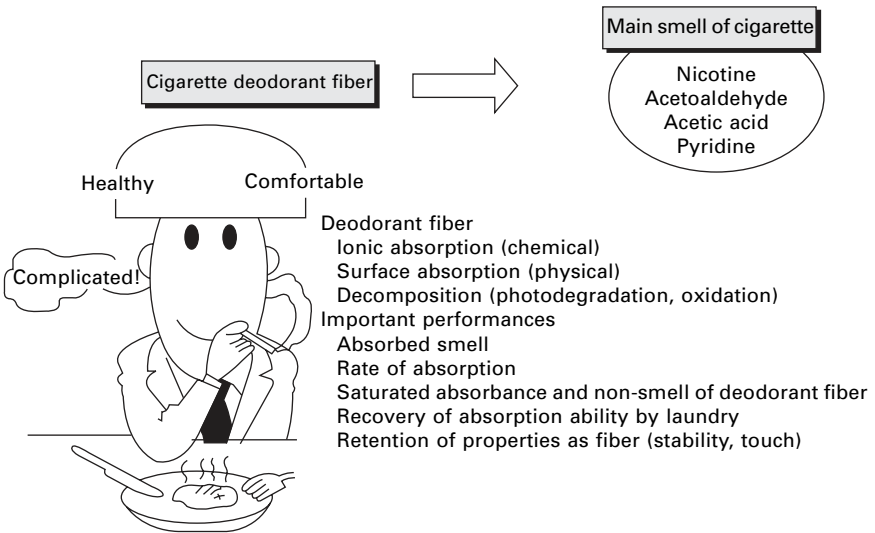 Main smell of cigarette
Cigarette deodorant fiber
Nicotine
Acetoaldehyde
Acetic acid
Pyridine
Healthy
Comfortable
Complicated!
Deodorant fiber
Ionic absorption (chemical)
Surface absorption (physical)
Decomposition (photodegradation, oxidation)
Important performances
Absorbed smell
Rate of absorption
Saturated absorbance and non-smell of deodorant fiber
Recovery of absorption ability by laundry
Retention of properties as fiber (stability, touch)